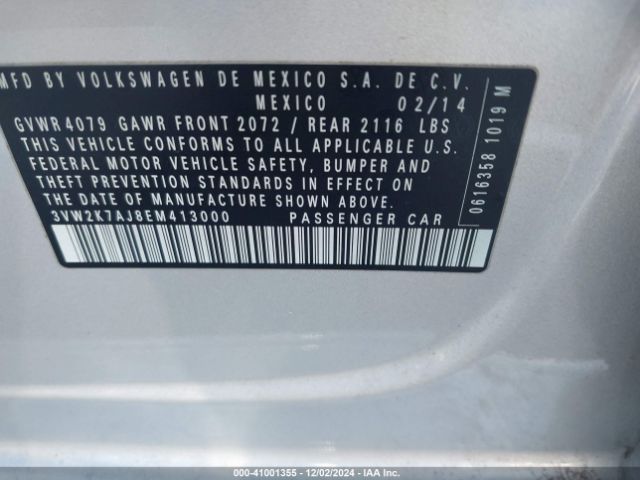 MFD BY VOLKSWAGEN DE MEXICO S.A. DE C.V.
MEXICO 02/14
GVWR 4079 GAWR FRONT 2072 / REAR 2116 LBS
THIS VEHICLE CONFORMS TO ALL APPLICABLE U.S.
FEDERAL MOTOR VEHICLE SAFETY, BUMPER AND
THEFT PREVENTION STANDARDS IN EFFECT ON
THE DATE OF MANUFACTURE SHOWN ABOVE.
3VW2K7AJ8EM413000 PASSENGER CAR
0616358 1019 M
000-41001355 - 12/02/2024 - IAA Inc.